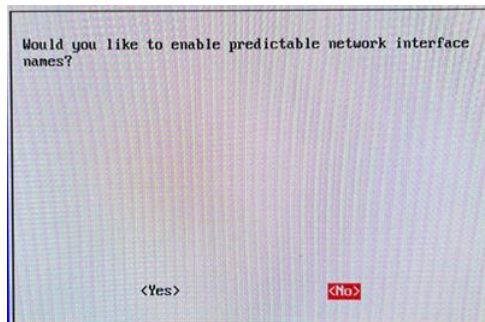 Would you like to enable predictable network interface
names?
<Yes> <No>